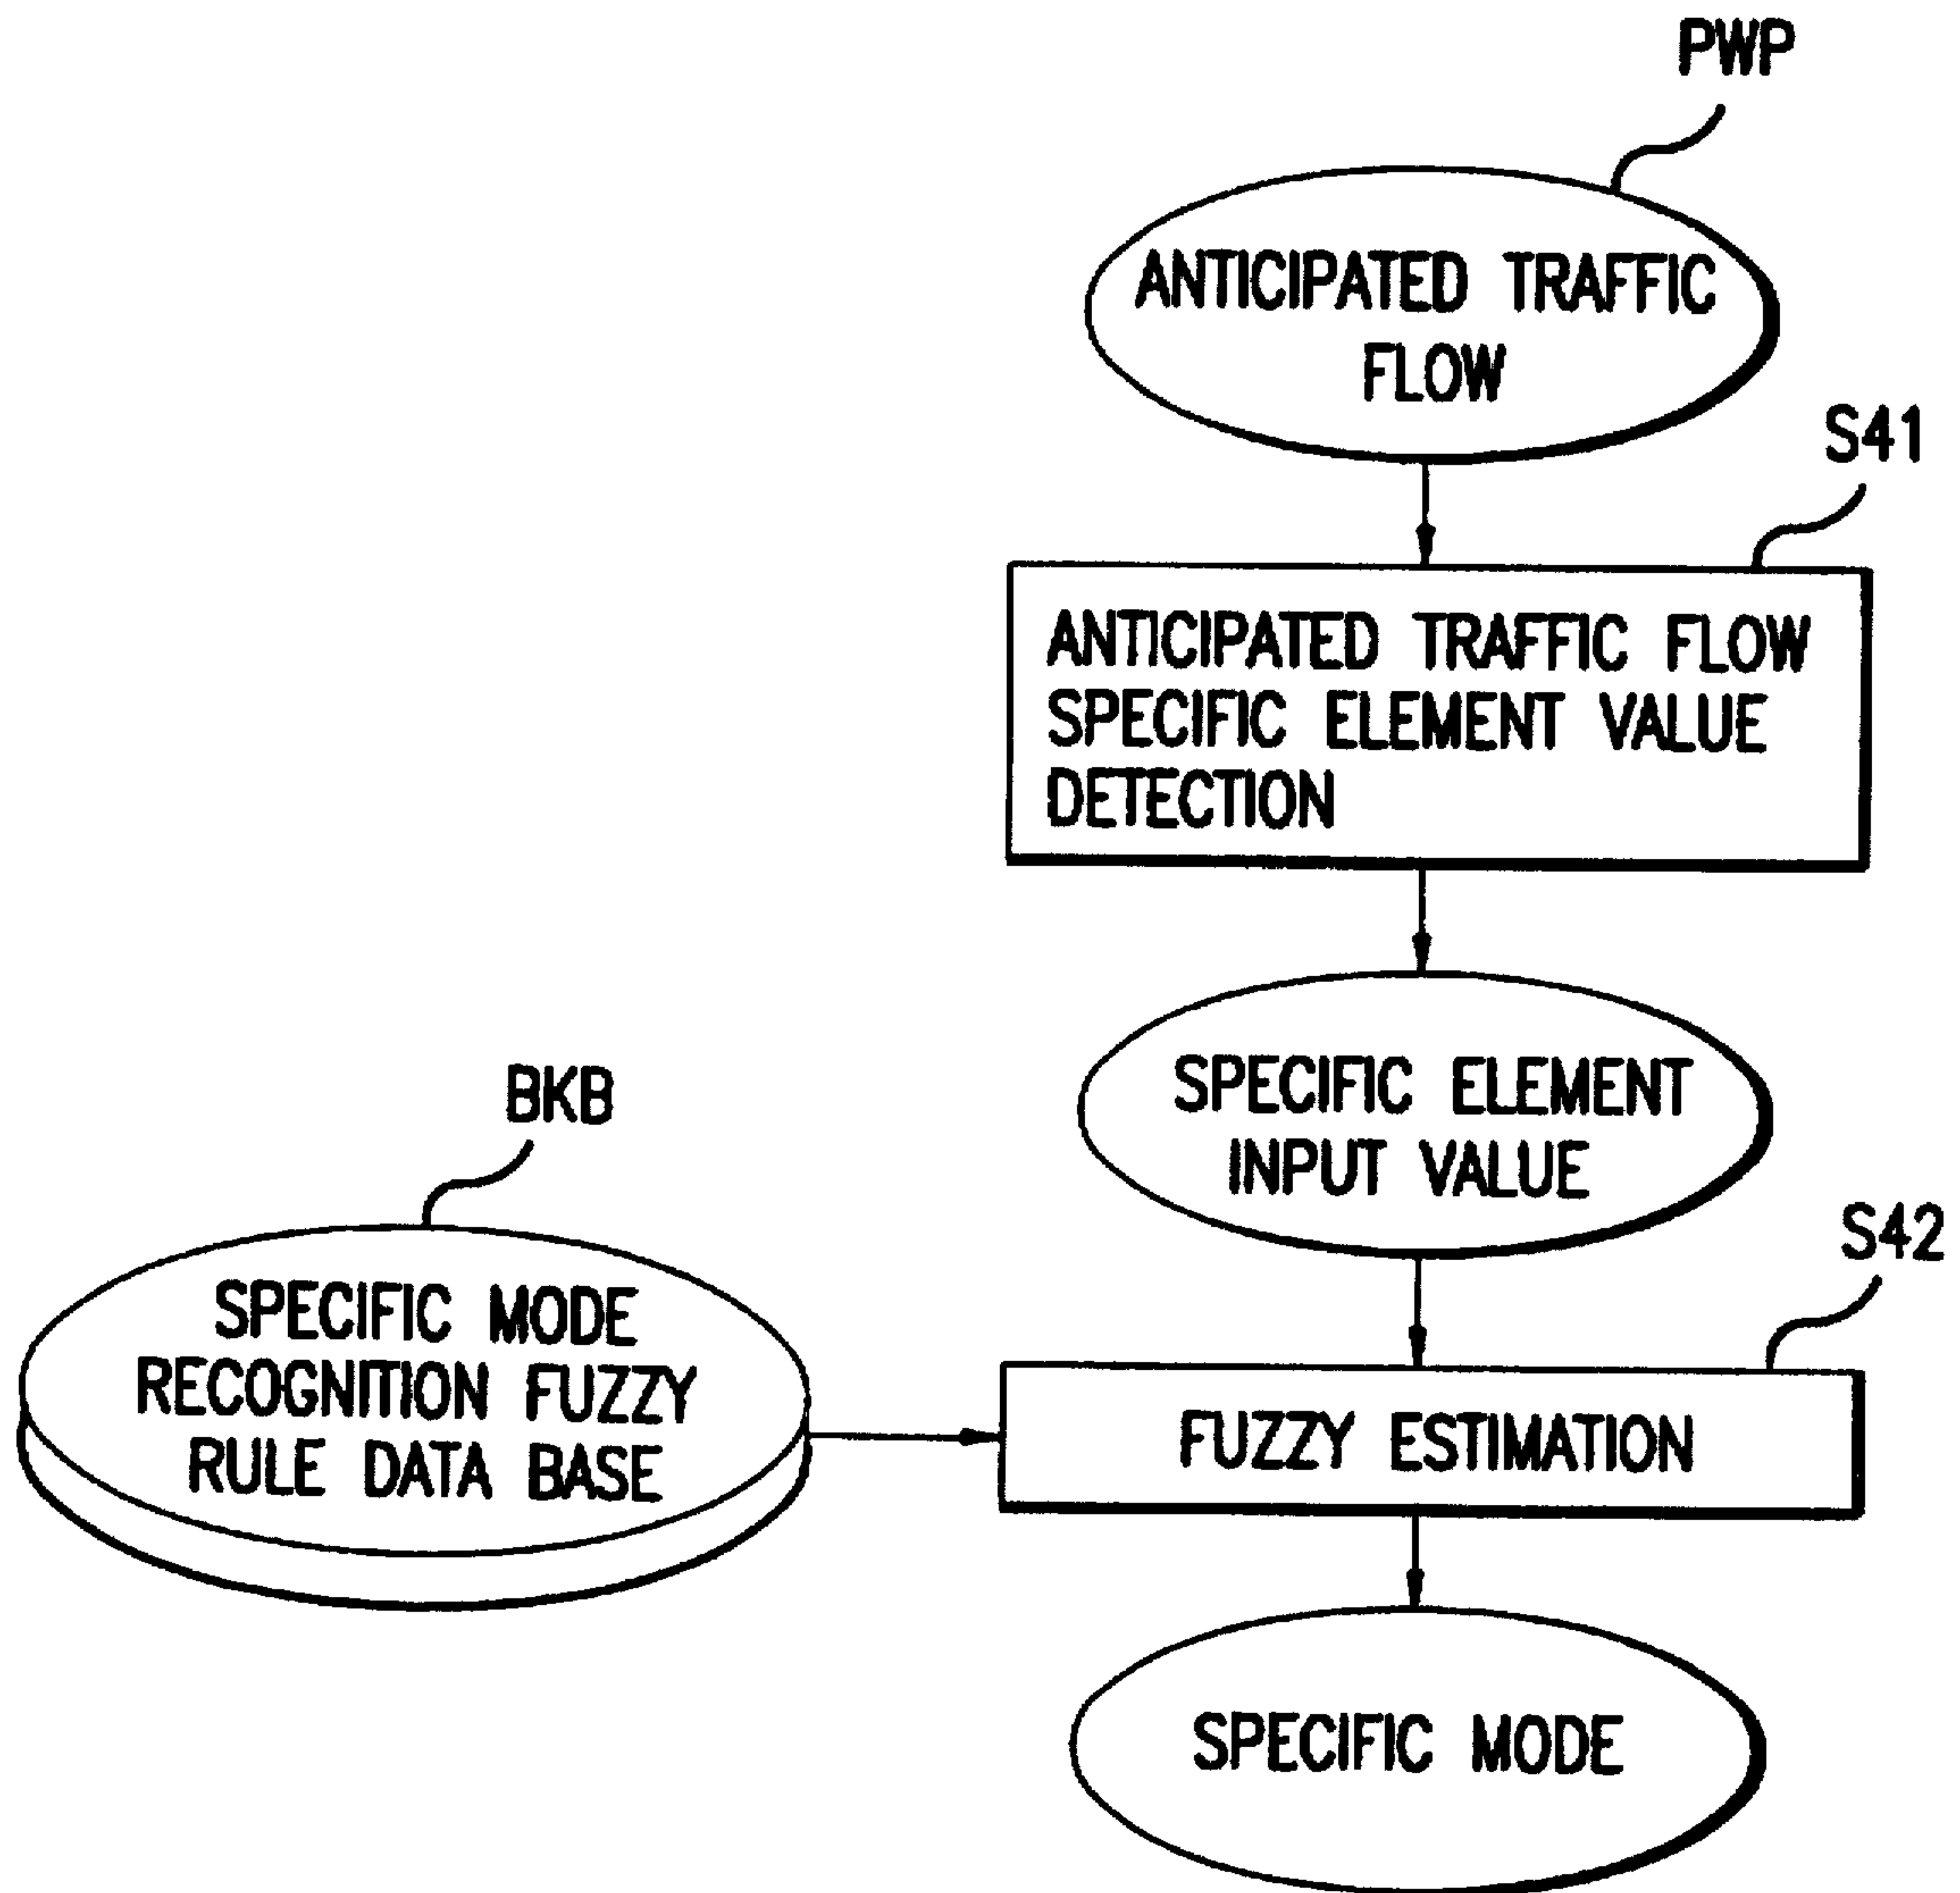 PWP
ANTICIPATED TRAFFIC
FLOW
S41
ANTICIPATED TRAFFIC FLOW
SPECIFIC ELEMENT VALUE
DETECTION
SPECIFIC ELEMENT
INPUT VALUE
BKB
SPECIFIC MODE
RECOGNITION FUZZY
RULE DATA BASE
S42
FUZZY ESTIMATION
SPECIFIC MODE